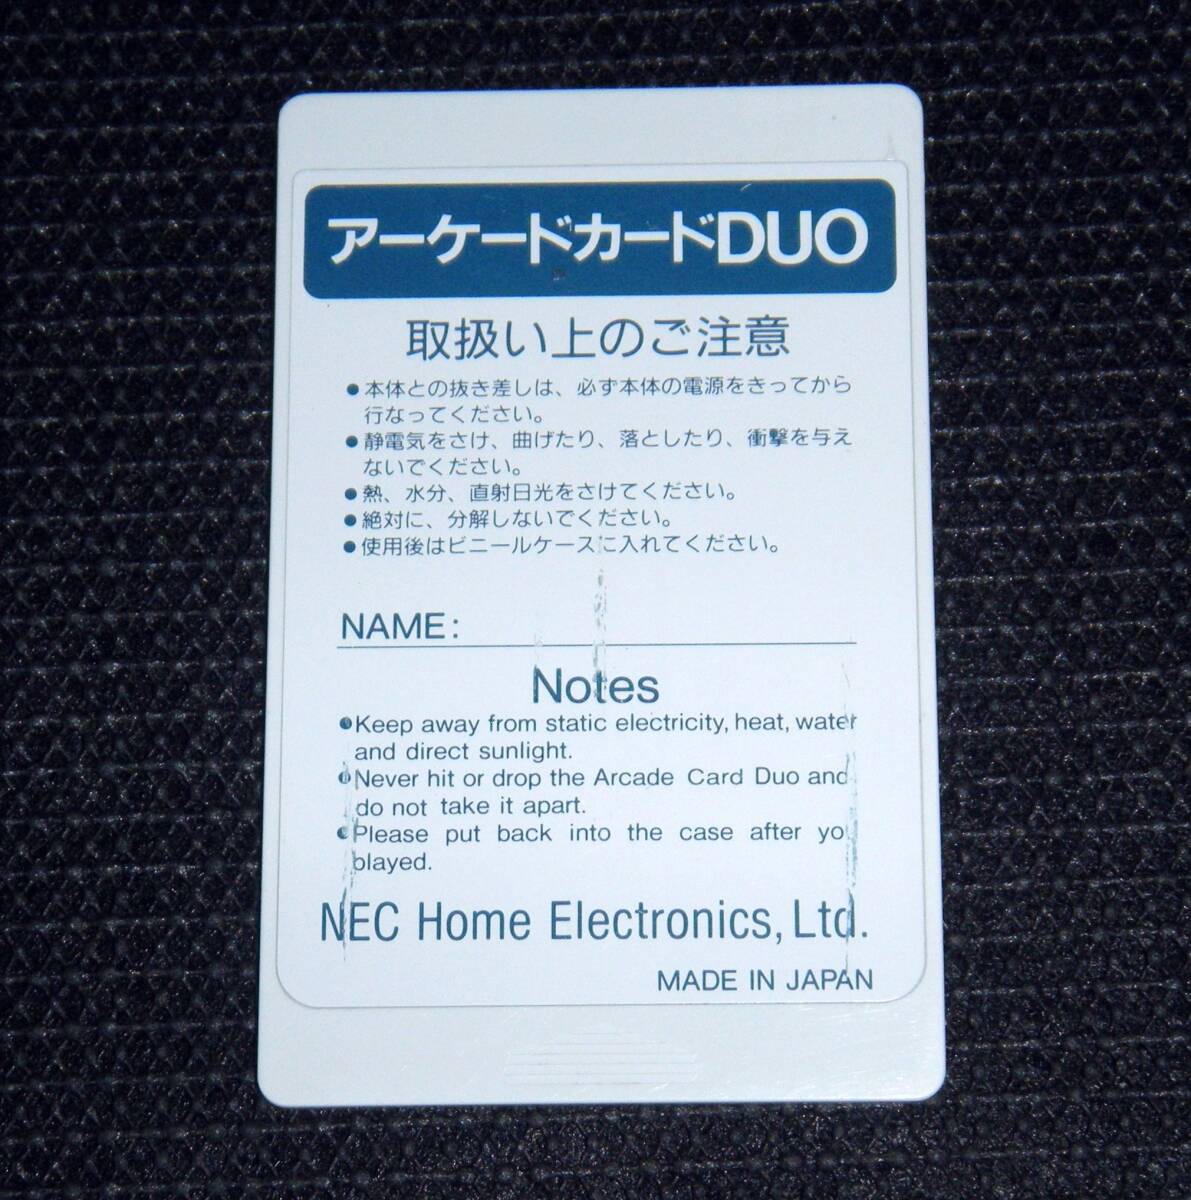 アーケードカードDUO
取扱い上のご注意
●本体との抜き差しは、必ず本体の電源をきってから
行なってください。
●静電気をさけ、曲げたり、落としたり、衝撃を与え
ないでください。
●熱、水分、直射日光をさけてください。
●絶対に、分解しないでください。
●使用後はビニールケースに入れてください。
NAME:
Notes
●Keep away from static electricity, heat, water
and direct sunlight.
●Never hit or drop the Arcade Card Duo and
do not take it apart.
●Please put back into the case after you
played.
NEC Home Electronics, Ltd.
MADE IN JAPAN